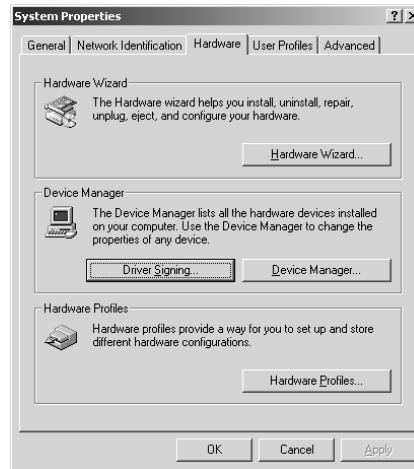 System Properties
General Network Identification Hardware User Profiles Advanced
Hardware Wizard
The Hardware wizard helps you install, uninstall, repair,
unplug, eject, and configure your hardware.
Hardware Wizard...
Device Manager
The Device Manager lists all the hardware devices installed
on your computer. Use the Device Manager to change the
properties of any device.
Driver Signing... Device Manager...
Hardware Profiles
Hardware profiles provide a way for you to set up and store
different hardware configurations.
Hardware Profiles...
OK Cancel Apply